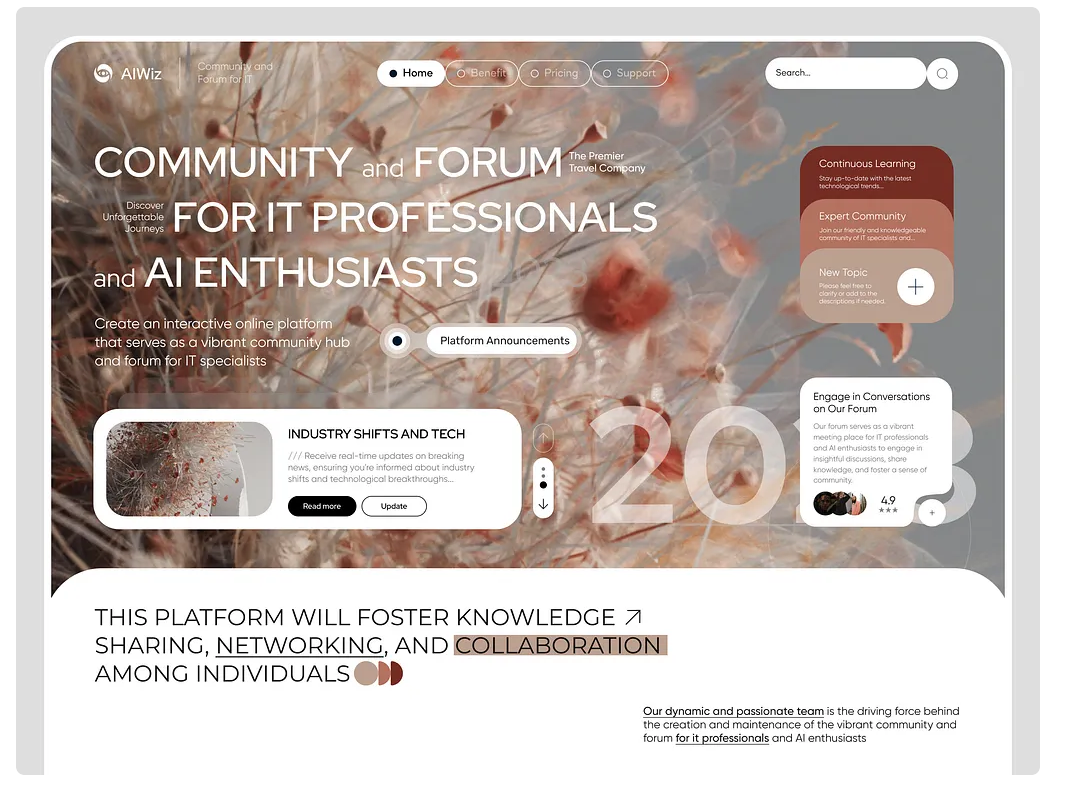 AIWiz
Community and
Forum for IT
Home
Benefit
Pricing
Support
Search...
COMMUNITY and FORUM
The Premier
Travel Company
Discover
Unforgettable
Journeys
FOR IT PROFESSIONALS
and AI ENTHUSIASTS
Create an interactive online platform
that serves as a vibrant community hub
and forum for IT specialists
Platform Announcements
Continuous Learning
Stay up-to-date with the latest
technological trends...
Expert Community
Join our friendly and knowledgeable
community of IT specialists and...
New Topic
Please feel free to
clarify or add to the
descriptions if needed.
INDUSTRY SHIFTS AND TECH
/// Receive real-time updates on breaking
news, ensuring you're informed about industry
shifts and technological breakthroughs...
Read more
Update
Engage in Conversations
on Our Forum
Our forum serves as a vibrant
meeting place for IT professionals
and AI enthusiasts to engage in
insightful discussions, share
knowledge, and foster a sense of
community.
4.9
THIS PLATFORM WILL FOSTER KNOWLEDGE
SHARING, NETWORKING, AND COLLABORATION
AMONG INDIVIDUALS
Our dynamic and passionate team is the driving force behind
the creation and maintenance of the vibrant community and
forum for it professionals and AI enthusiasts